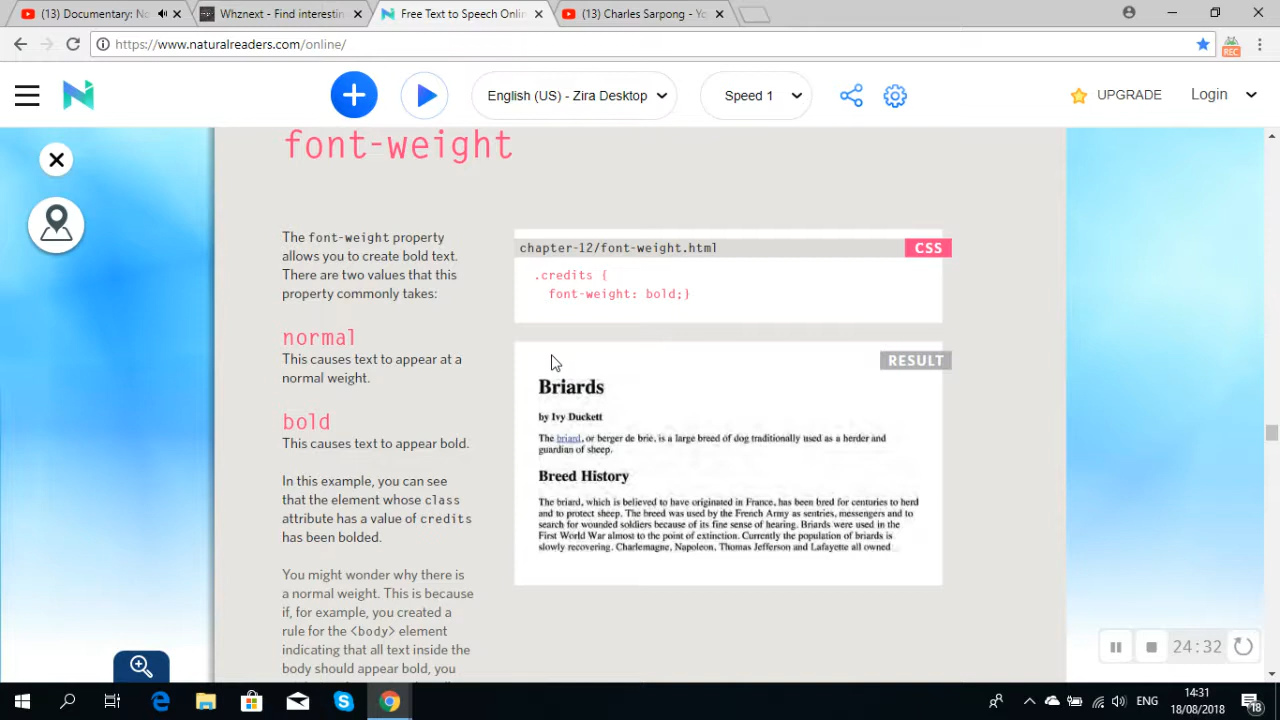 (13) Documentary: No
Whznext - Find interestin
Free Text to Speech Onlin
(13) Charles Sarpong - Yo
https://www.naturalreaders.com/online/
REC
English (US) - Zira Desktop
Speed 1
UPGRADE
Login
font-weight
The font-weight property
allows you to create bold text.
There are two values that this
property commonly takes:
normal
This causes text to appear at a
normal weight.
bold
This causes text to appear bold.
In this example, you can see
that the element whose class
attribute has a value of credits
has been bolded.
You might wonder why there is
a normal weight. This is because
if, for example, you created a
rule for the <body> element
indicating that all text inside the
body should appear bold, you
chapter-12/font-weight.html
CSS
.credits {
font-weight: bold;}
RESULT
Briards
by Ivy Duckett
The briard, or berger de brie, is a large breed of dog traditionally used as a herder and
guardian of sheep.
Breed History
The briard, which is believed to have originated in France, has been bred for centuries to herd
and to protect sheep. The breed was used by the French Army as sentries, messengers and to
search for wounded soldiers because of its fine sense of hearing. Briards were used in the
First World War almost to the point of extinction. Currently the population of briards is
slowly recovering. Charlemagne, Napoleon, Thomas Jefferson and Lafayette all owned
24:32
ENG
14:31
18/08/2018
18